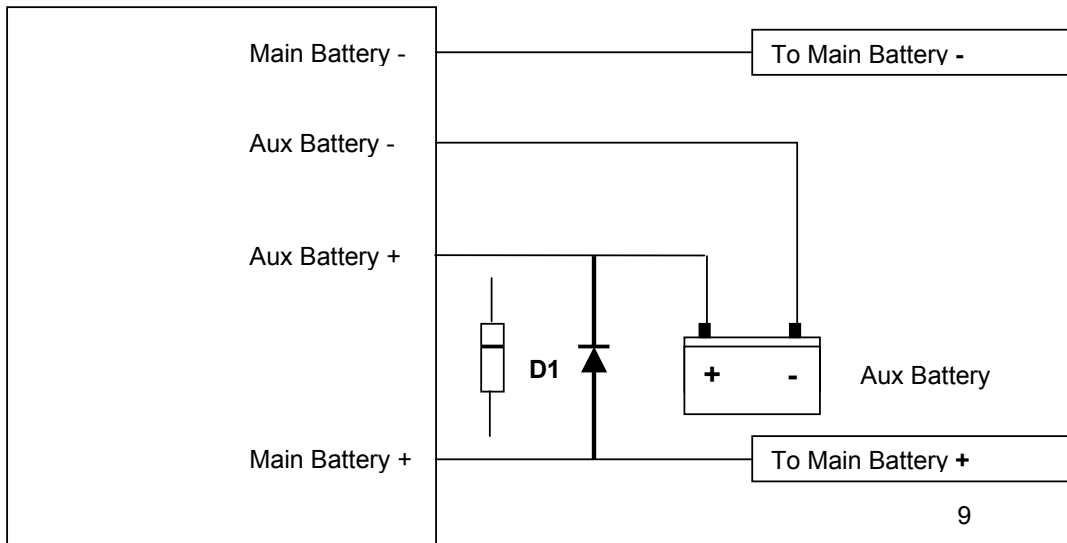 Main Battery -
To Main Battery -
Aux Battery -
Aux Battery +
D1
+ -
Aux Battery
Main Battery +
To Main Battery +
9